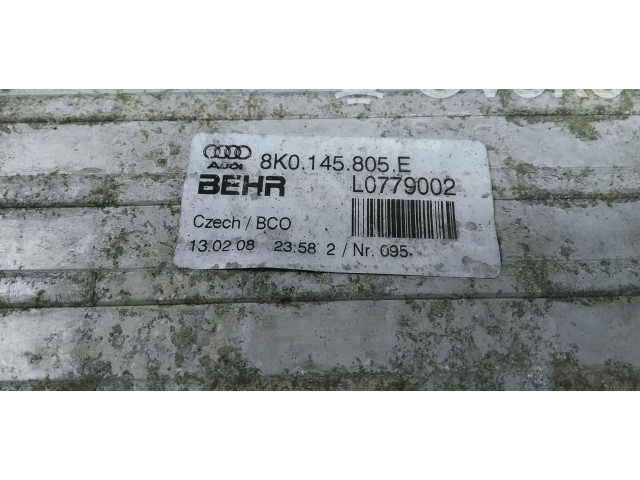 Audi 8K0.145.805.E
BEHR L0779002
Czech / BCO
13.02.08 23:58 2 / Nr. 095